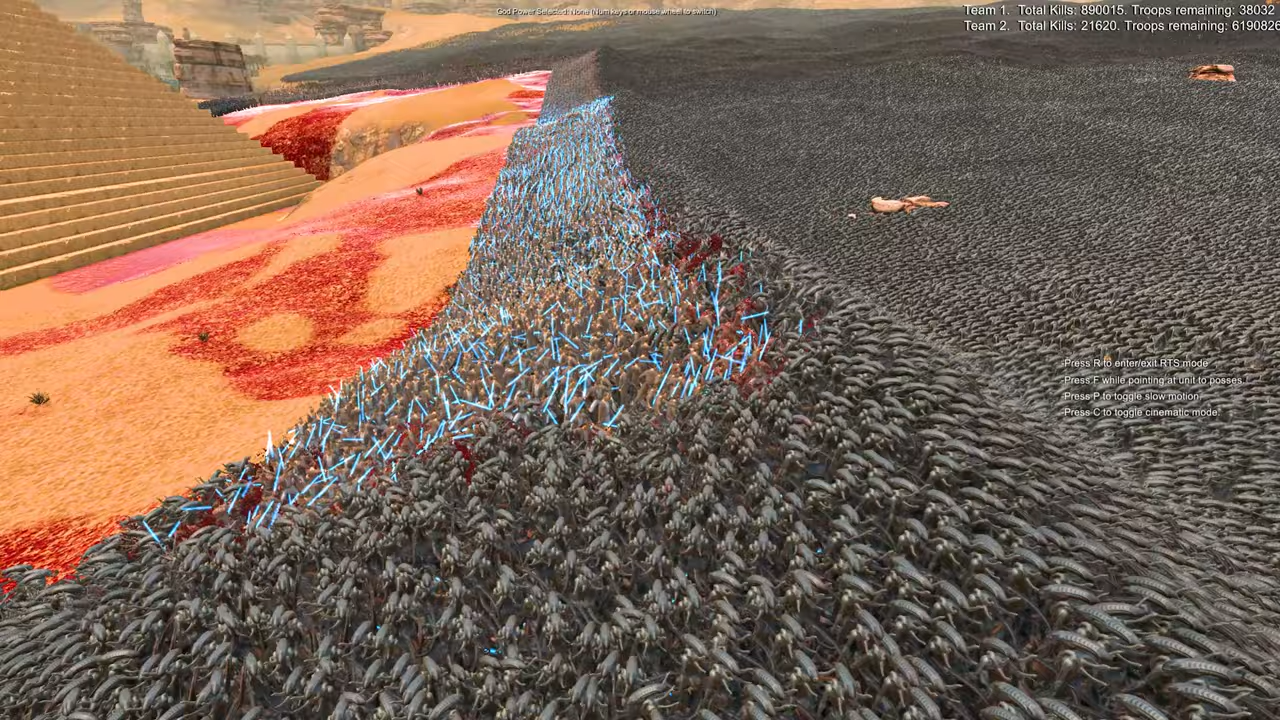 God Power Selected: None (Num keys or mouse wheel to switch)
Team 1. Total Kills: 890015. Troops remaining: 38032
Team 2. Total Kills: 21620. Troops remaining: 6190826
-Press R to enter/exit RTS mode
-Press F while pointing at unit to posses
-Press P to toggle slow motion
-Press C to toggle cinematic mode